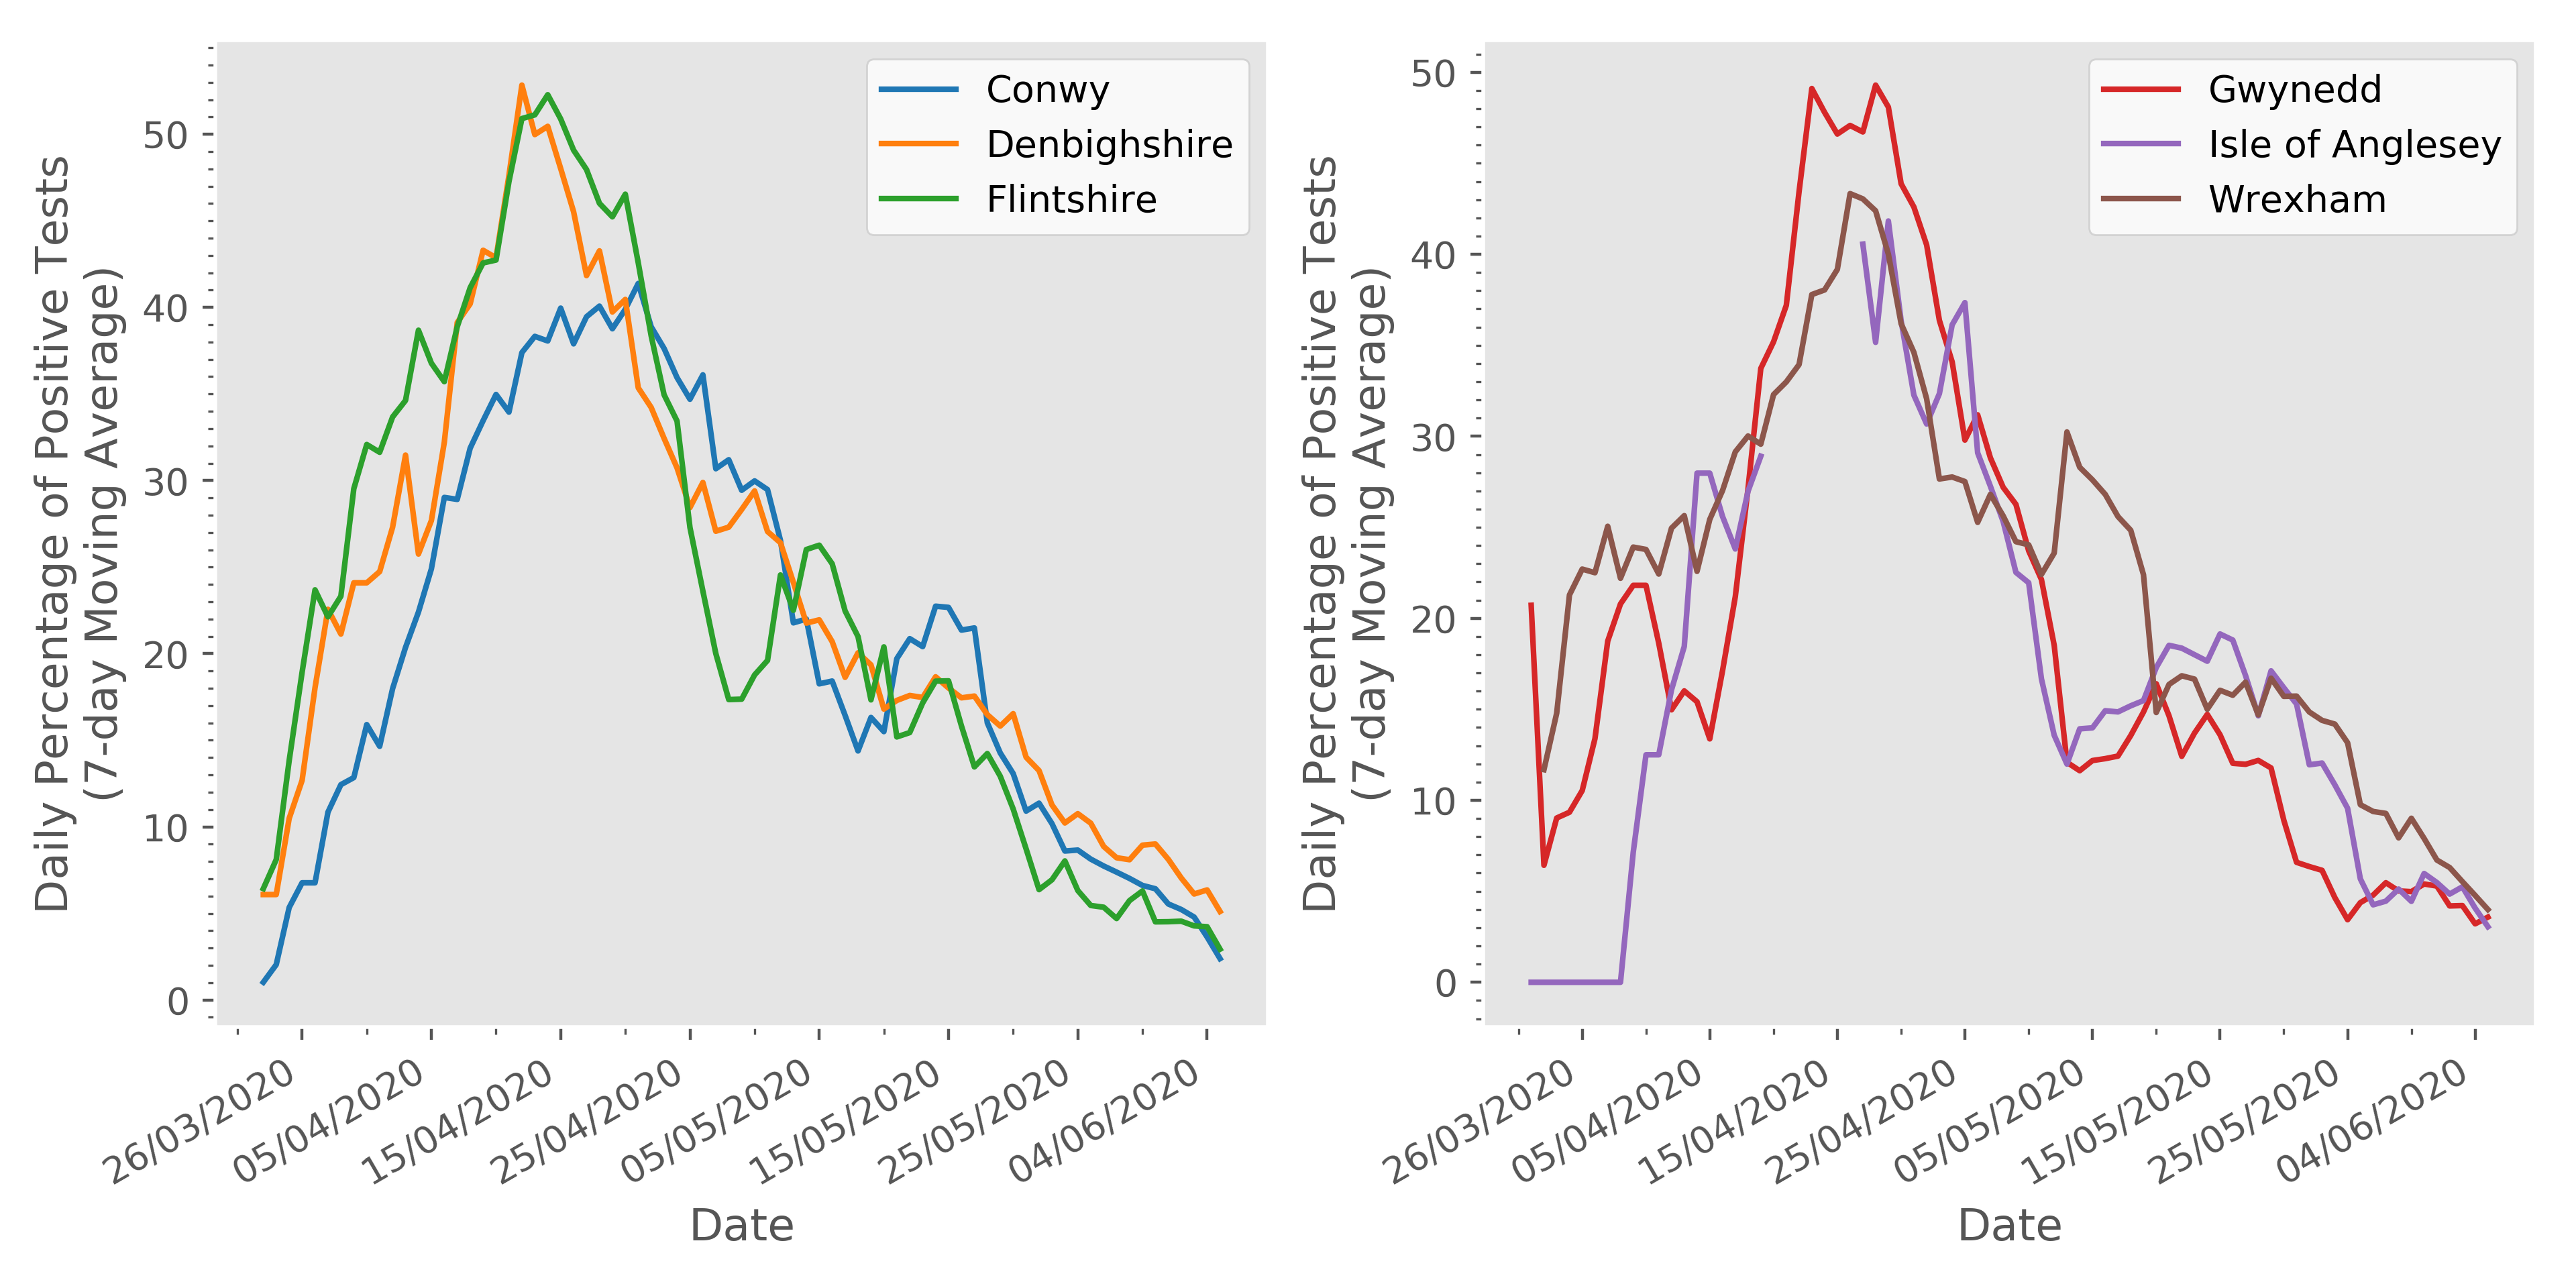 Daily Percentage of Positive Tests
(7-day Moving Average)
50
40
30
20
10
0
Conwy
Denbighshire
Flintshire
26/03/2020
05/04/2020
15/04/2020
25/04/2020
05/05/2020
15/05/2020
25/05/2020
04/06/2020
Date
Daily Percentage of Positive Tests
(7-day Moving Average)
50
40
30
20
10
0
Gwynedd
Isle of Anglesey
Wrexham
26/03/2020
05/04/2020
15/04/2020
25/04/2020
05/05/2020
15/05/2020
25/05/2020
04/06/2020
Date